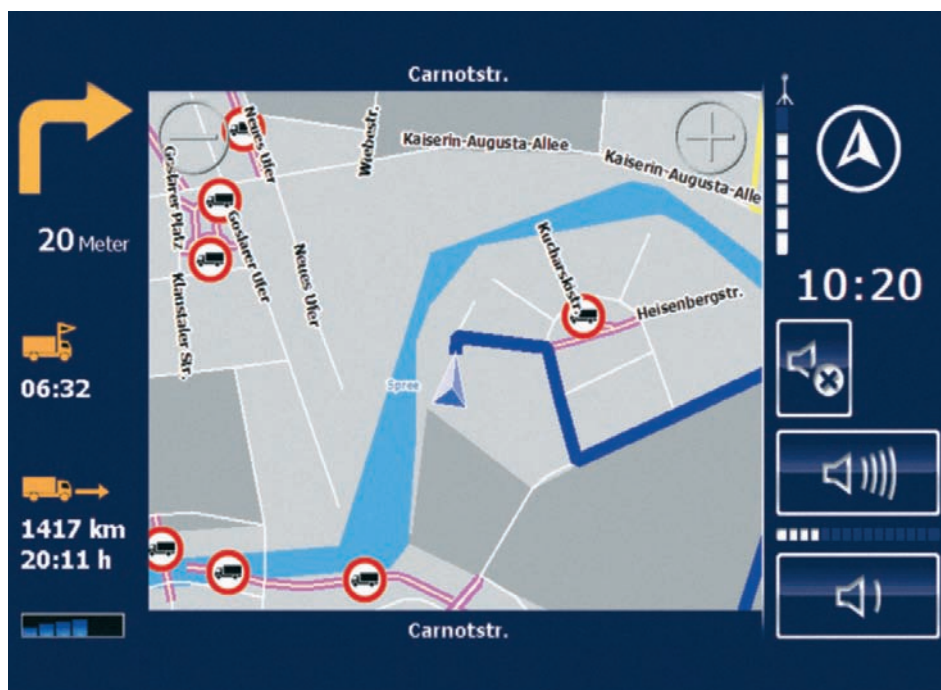 Carnotstr.
20 Meter
06:32
1417 km
20:11 h
Neues Ufer
Wiebestr.
Kaiserin-Augusta-Allee
Kaiserin-Augusta-Alle
Goslarer Platz
Goslarer Ufer
Neues Ufer
Klaustaler Str.
Kucharskistr.
Heisenbergstr.
Spree
10:20
Carnotstr.